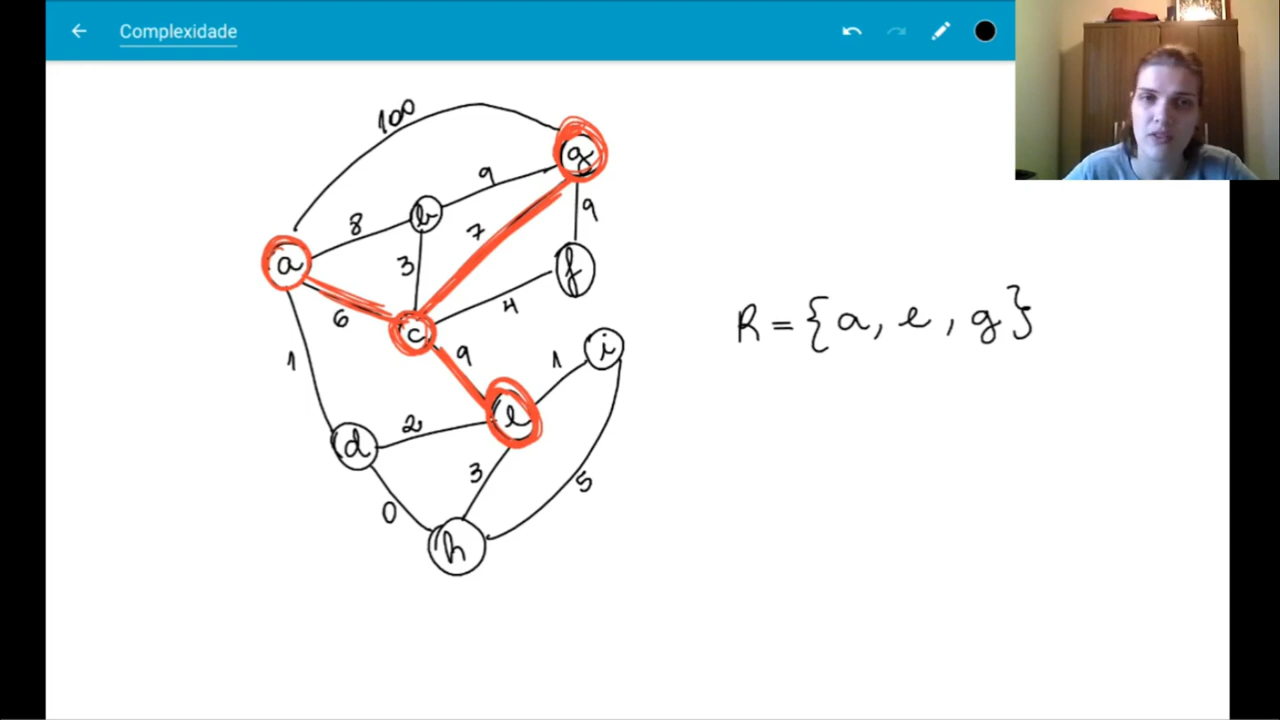 Complexidade
100
g
9
b
8
9
7
a
3
f
6
4
c
R = {a, e, g}
9
i
1
1
e
2
d
3
5
0
h